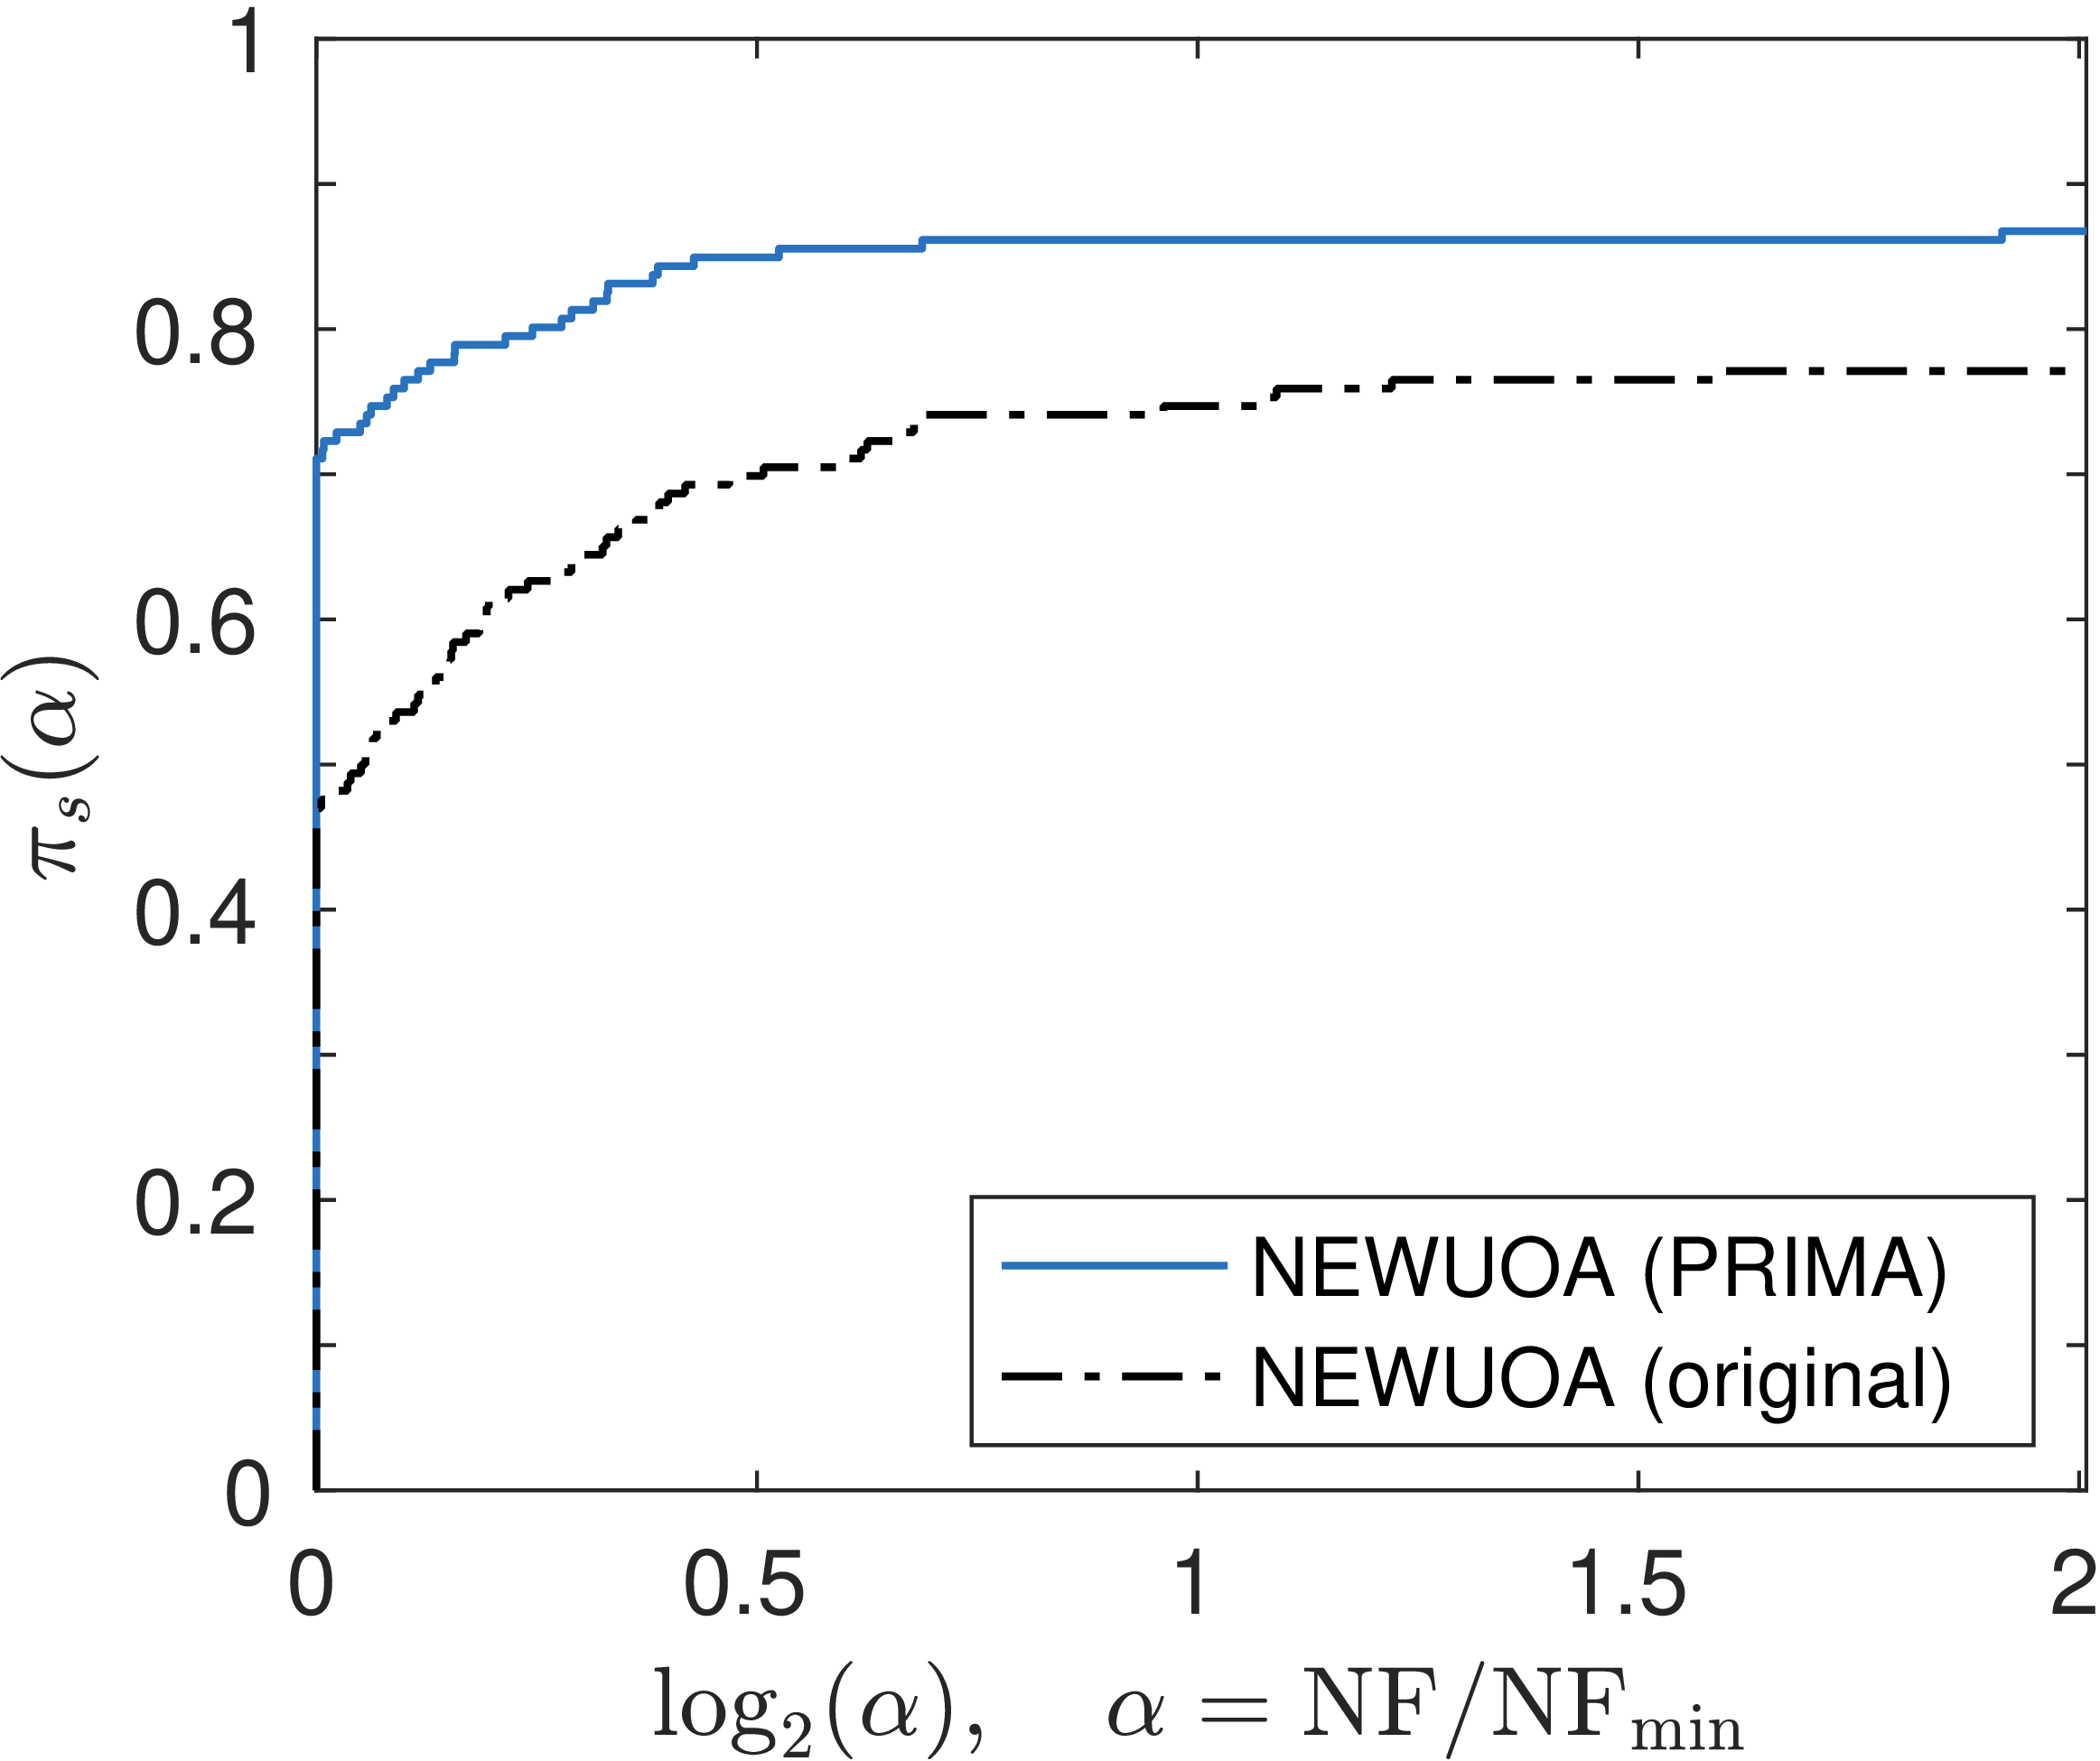 1
0.8
0.6
0.4
0.2
0
π_s(α)
NEWUOA (PRIMA)
NEWUOA (original)
0 0.5 1 1.5 2
log₂(α), α = NF/NF_min